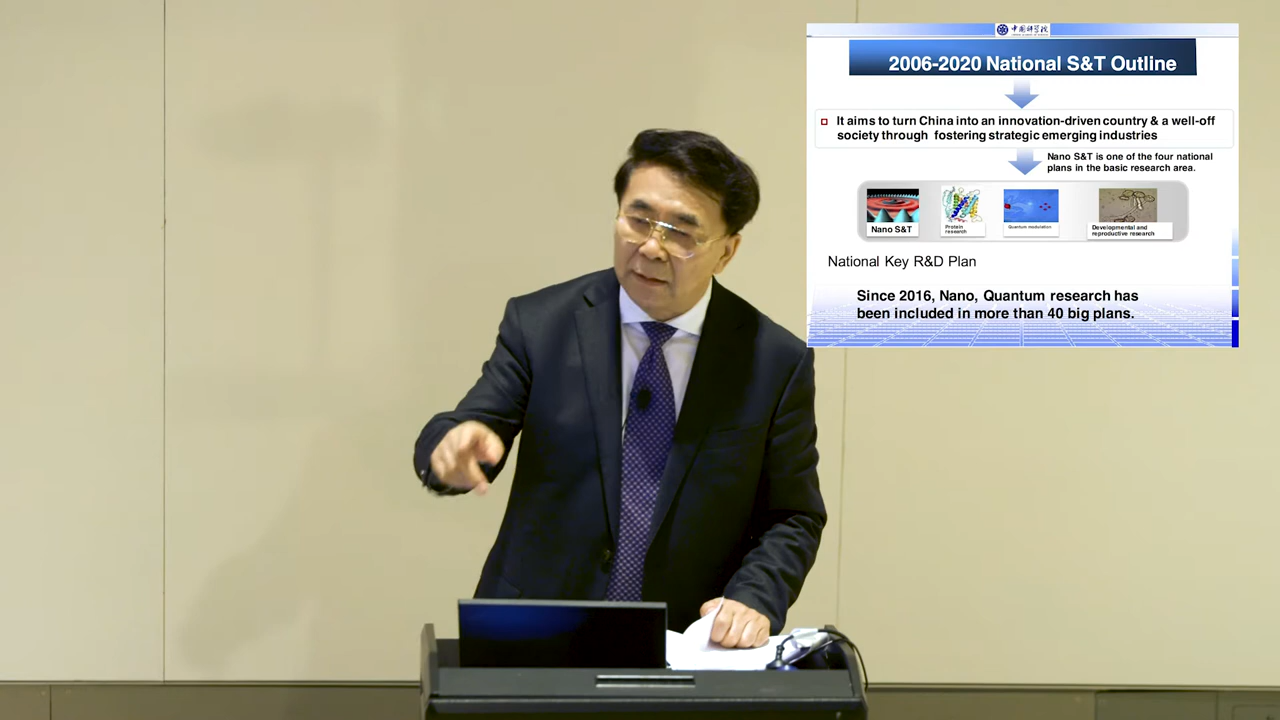 中国科学院
2006-2020 National S&T Outline
It aims to turn China into an innovation-driven country & a well-off
society through fostering strategic emerging industries
Nano S&T is one of the four national
plans in the basic research area.
Nano S&T
Protein
research
Quantum modulation
Developmental and
reproductive research
National Key R&D Plan
Since 2016, Nano, Quantum research has
been included in more than 40 big plans.